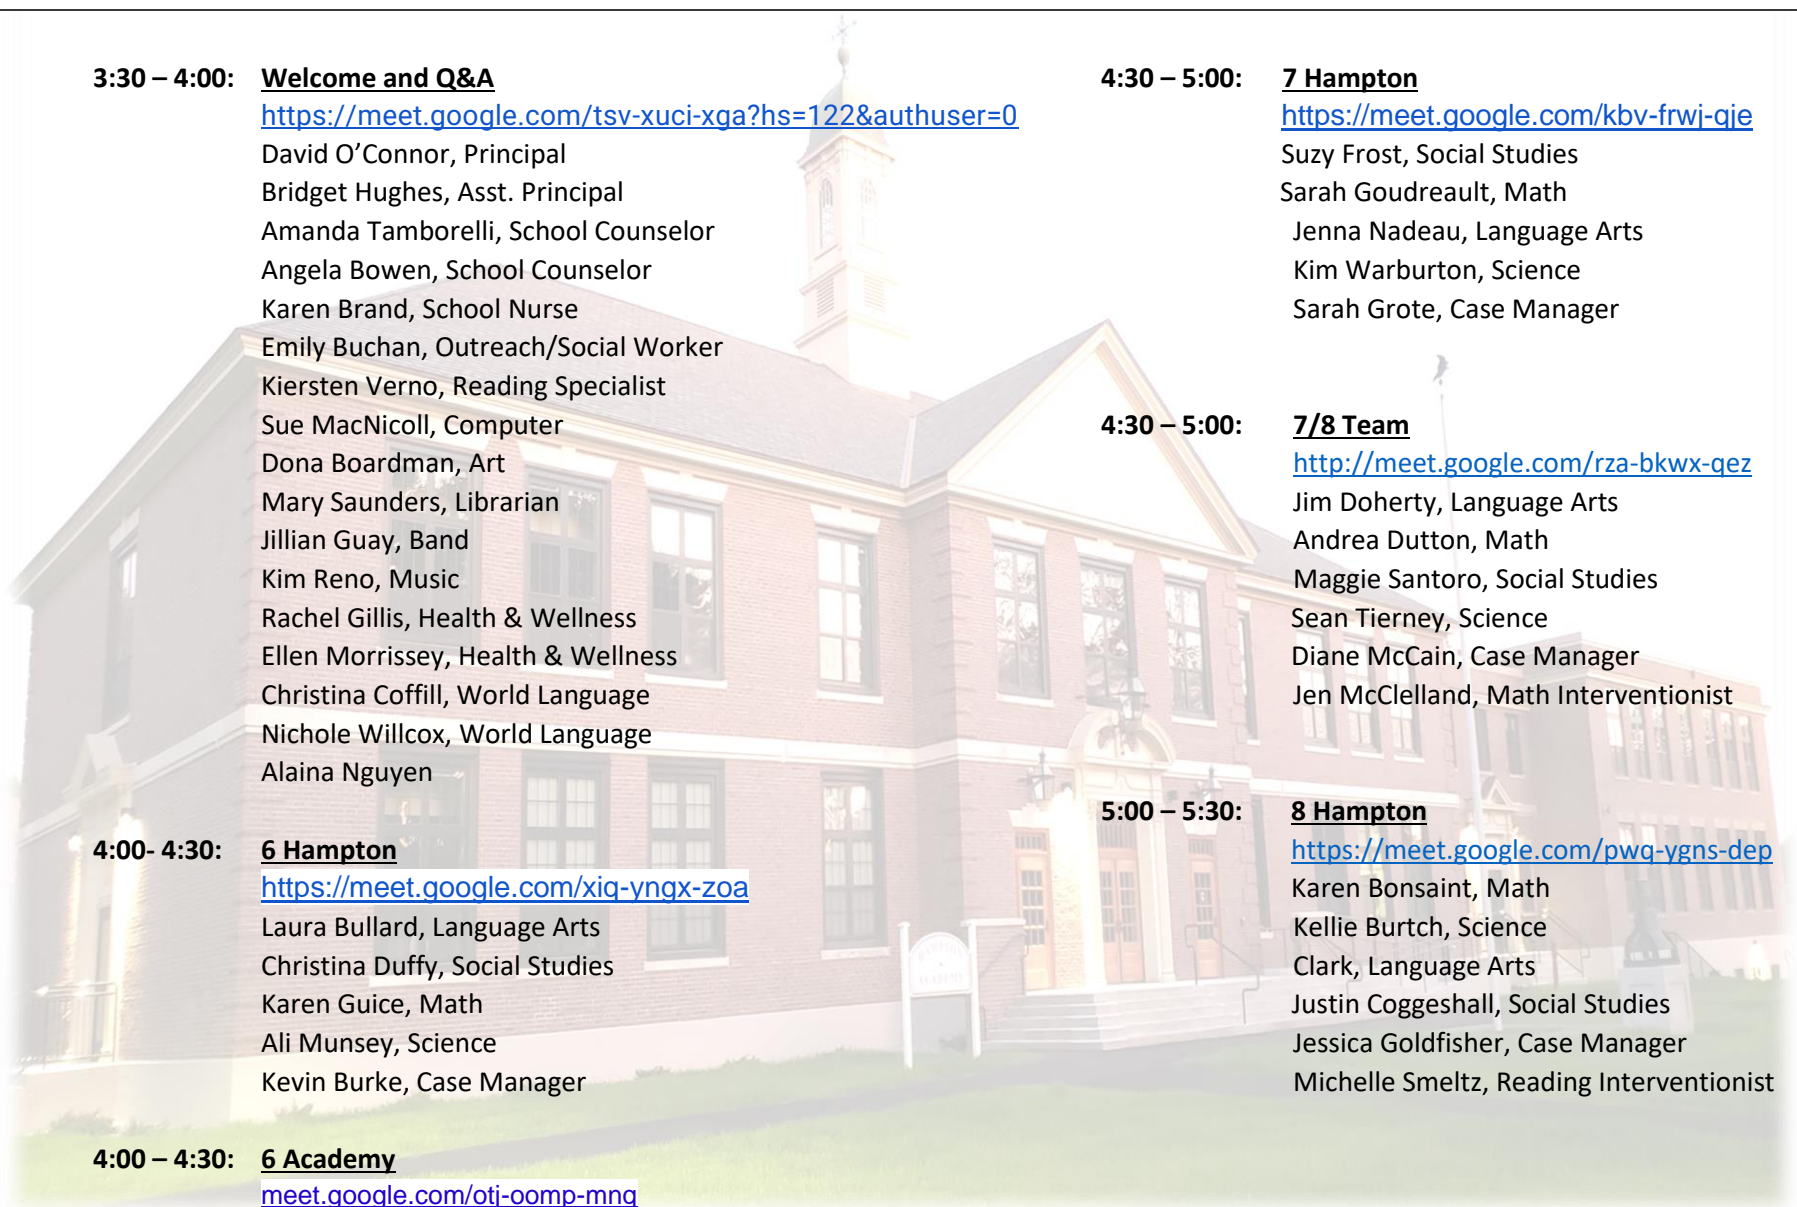 3:30 – 4:00: Welcome and Q&A
https://meet.google.com/tsv-xuci-xga?hs=122&authuser=0
David O’Connor, Principal
Bridget Hughes, Asst. Principal
Amanda Tamborelli, School Counselor
Angela Bowen, School Counselor
Karen Brand, School Nurse
Emily Buchan, Outreach/Social Worker
Kiersten Verno, Reading Specialist
Sue MacNicoll, Computer
Dona Boardman, Art
Mary Saunders, Librarian
Jillian Guay, Band
Kim Reno, Music
Rachel Gillis, Health & Wellness
Ellen Morrissey, Health & Wellness
Christina Coffill, World Language
Nichole Willcox, World Language
Alaina Nguyen
4:00- 4:30: 6 Hampton
https://meet.google.com/xiq-yngx-zoa
Laura Bullard, Language Arts
Christina Duffy, Social Studies
Karen Guice, Math
Ali Munsey, Science
Kevin Burke, Case Manager
4:00 – 4:30: 6 Academy
meet.google.com/otj-oomp-mnq
4:30 – 5:00: 7 Hampton
https://meet.google.com/kbv-frwj-qje
Suzy Frost, Social Studies
Sarah Goudreault, Math
Jenna Nadeau, Language Arts
Kim Warburton, Science
Sarah Grote, Case Manager
4:30 – 5:00: 7/8 Team
http://meet.google.com/rza-bkwx-qez
Jim Doherty, Language Arts
Andrea Dutton, Math
Maggie Santoro, Social Studies
Sean Tierney, Science
Diane McCain, Case Manager
Jen McClelland, Math Interventionist
5:00 – 5:30: 8 Hampton
https://meet.google.com/pwq-ygns-dep
Karen Bonsaint, Math
Kellie Burtch, Science
Clark, Language Arts
Justin Coggeshall, Social Studies
Jessica Goldfisher, Case Manager
Michelle Smeltz, Reading Interventionist
HAMPTON
ACADEMY